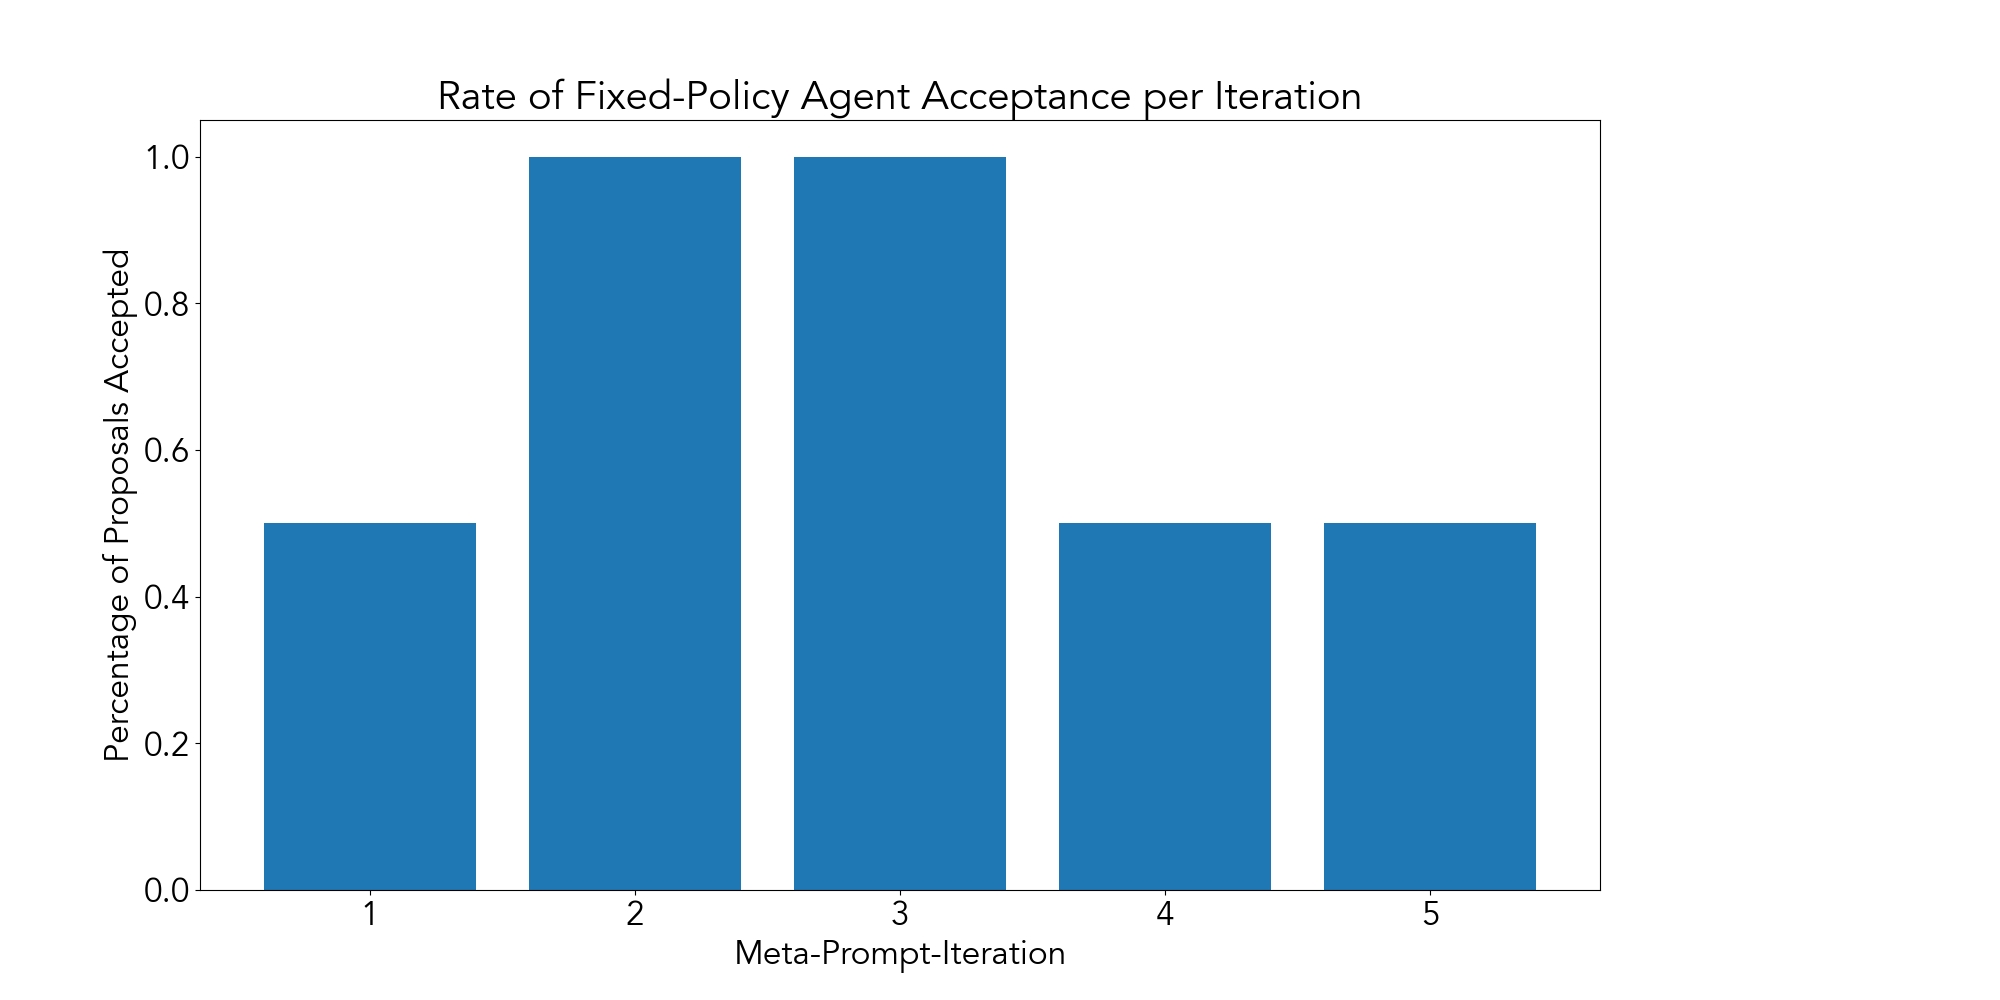 Rate of Fixed-Policy Agent Acceptance per Iteration
Percentage of Proposals Accepted
1.0
0.8
0.6
0.4
0.2
0.0
1 2 3 4 5
Meta-Prompt-Iteration